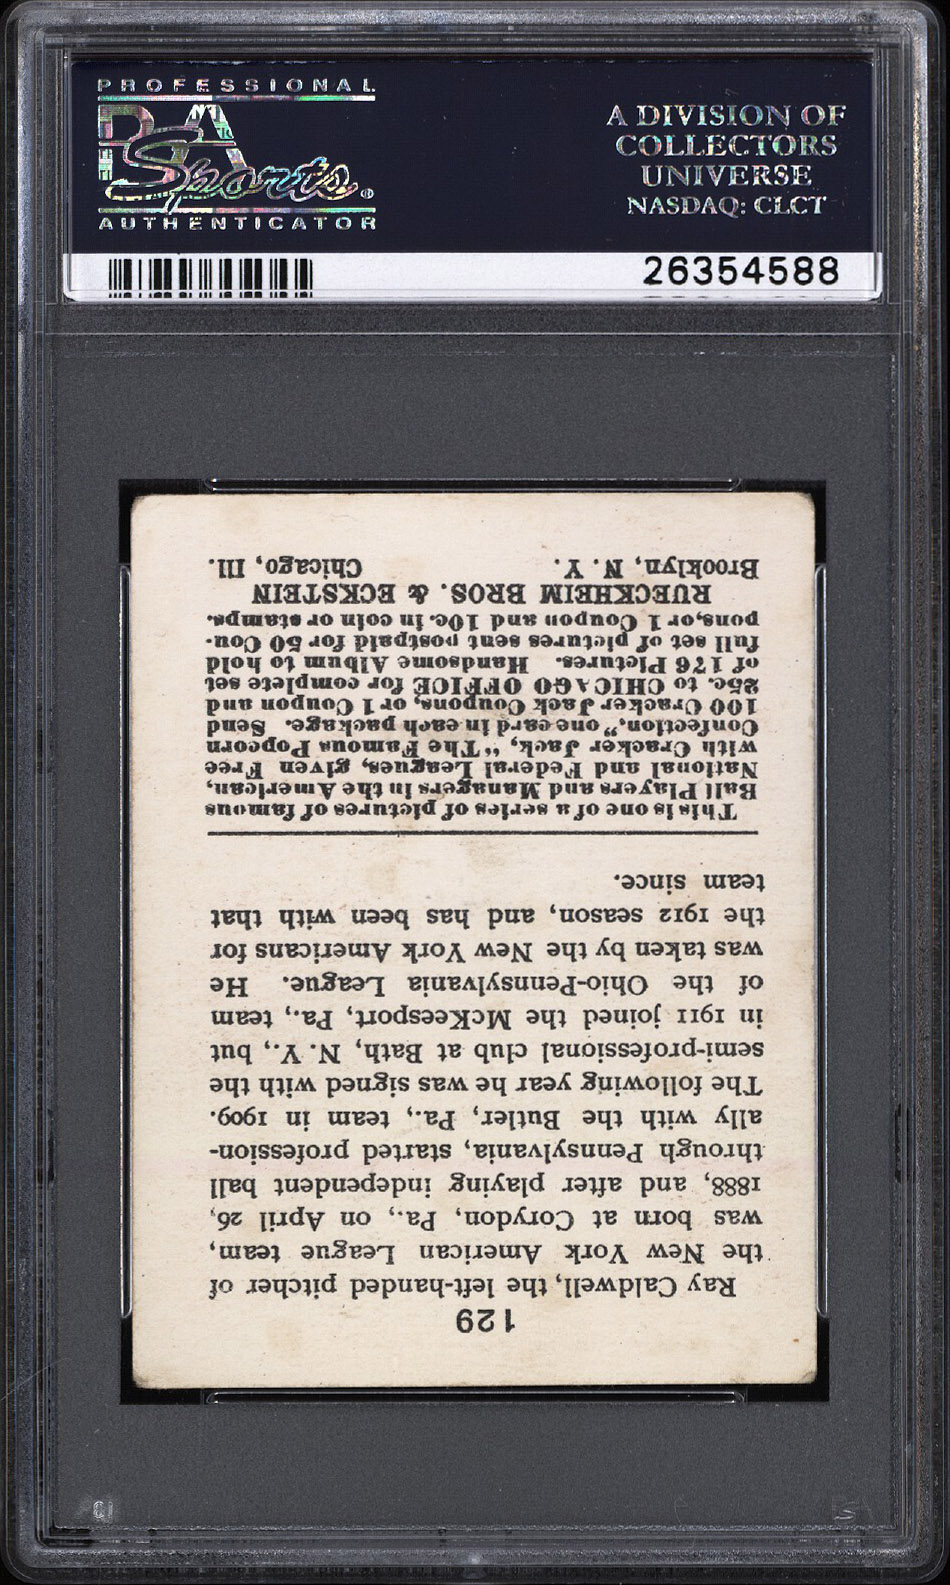 PROFESSIONAL
PSA
Sports®
AUTHENTICATOR
A DIVISION OF
COLLECTORS
UNIVERSE
NASDAQ: CLCT
26354588
129
Ray Caldwell, the left-handed pitcher of
the New York American League team,
was born at Corydon, Pa., on April 26,
1888, and after playing independent ball
through Pennsylvania, started profession-
ally with the Butler, Pa., team in 1909.
The following year he was signed with the
semi-professional club at Bath, N. Y., but
in 1911 joined the McKeesport, Pa., team
of the Ohio-Pennsylvania League. He
was taken by the New York Americans for
the 1912 season, and has been with that
team since.
This is one of a series of pictures of famous
Ball Players and Managers in the American,
National and Federal Leagues, given Free
with Cracker Jack, "The Famous Popcorn
Confection," one card in each package. Send
100 Cracker Jack Coupons, or 1 Coupon and
25c. to CHICAGO OFFICE for complete set
of 176 Pictures. Handsome Album to hold
full set of pictures sent postpaid for 50 Cou-
pons, or 1 Coupon and 10c. in coin or stamps.
RUECKHEIM BROS. & ECKSTEIN
Brooklyn, N. Y. Chicago, Ill.